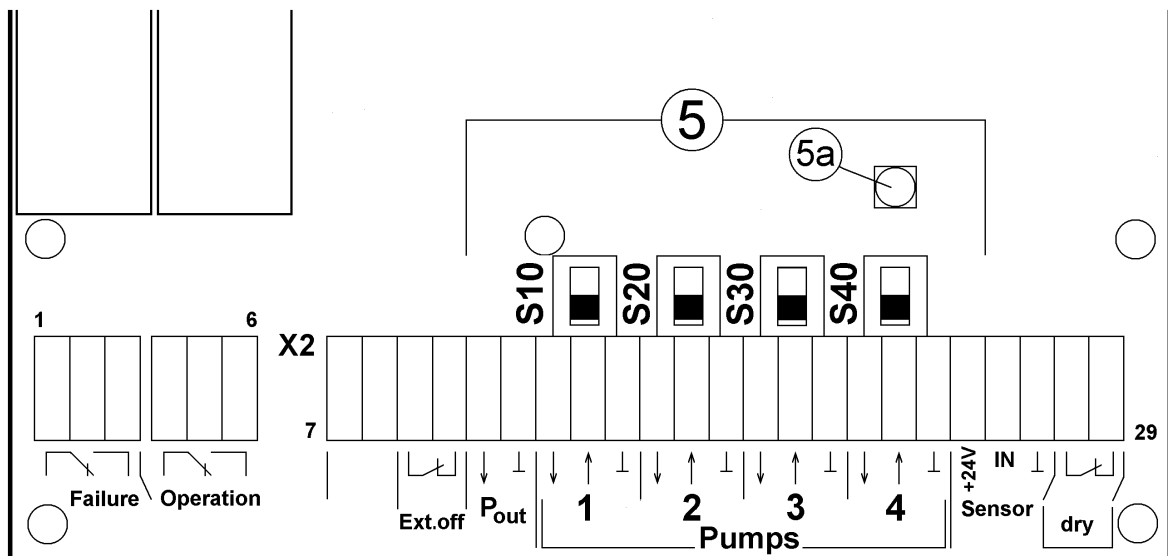 5
5a
S10 S20 S30 S40
1 6
X2
7 29
Failure Operation
Ext.off Pout 1 2 3 4 +24V IN
Sensor
dry
Pumps